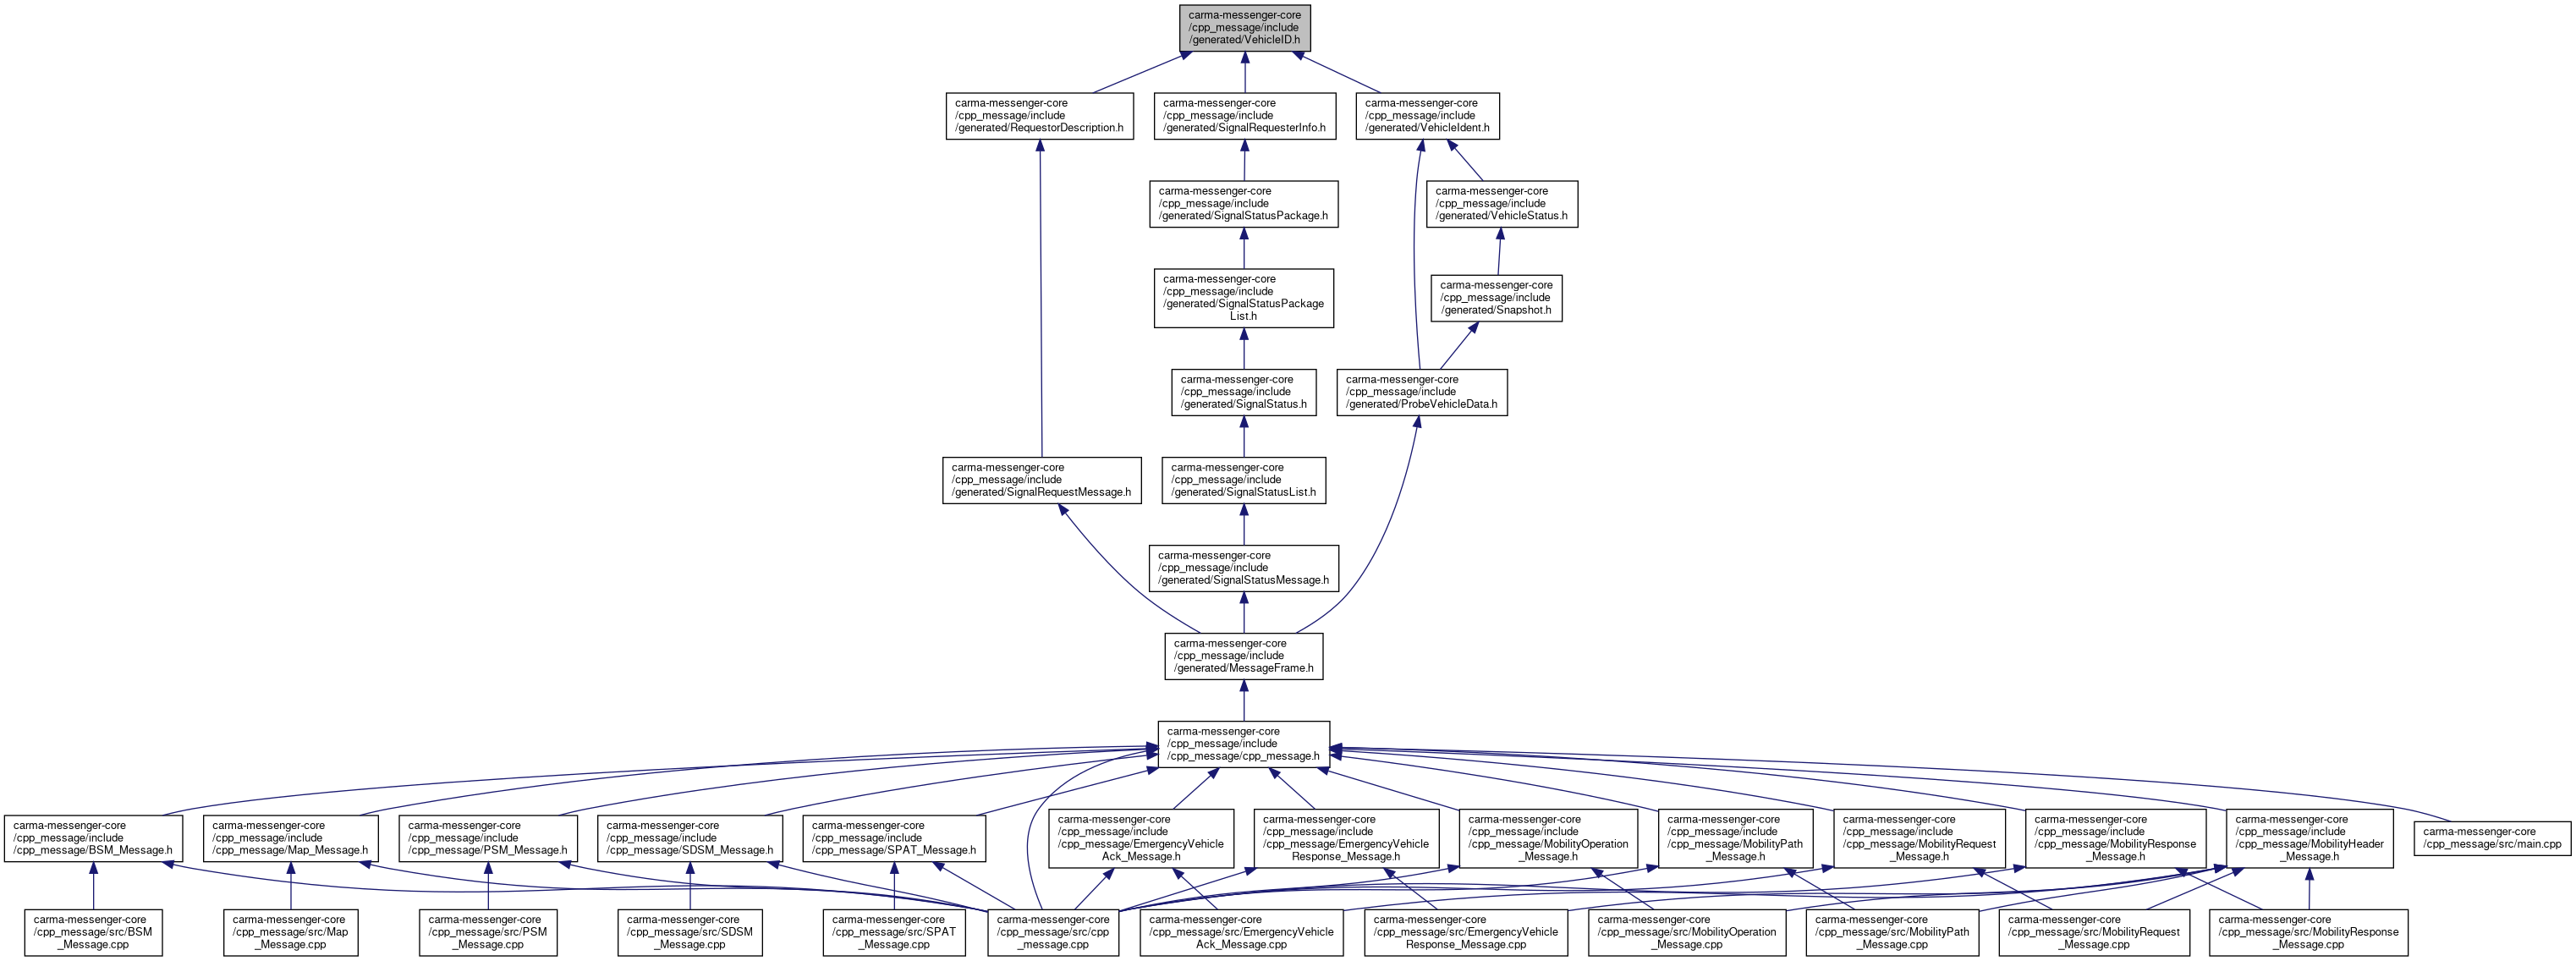 carma-messenger-core
/cpp_message/include
/generated/VehicleID.h
carma-messenger-core
/cpp_message/include
/generated/RequestorDescription.h
carma-messenger-core
/cpp_message/include
/generated/SignalRequesterInfo.h
carma-messenger-core
/cpp_message/include
/generated/VehicleIdent.h
carma-messenger-core
/cpp_message/include
/generated/SignalStatusPackage.h
carma-messenger-core
/cpp_message/include
/generated/VehicleStatus.h
carma-messenger-core
/cpp_message/include
/generated/SignalStatusPackage
List.h
carma-messenger-core
/cpp_message/include
/generated/Snapshot.h
carma-messenger-core
/cpp_message/include
/generated/SignalStatus.h
carma-messenger-core
/cpp_message/include
/generated/ProbeVehicleData.h
carma-messenger-core
/cpp_message/include
/generated/SignalRequestMessage.h
carma-messenger-core
/cpp_message/include
/generated/SignalStatusList.h
carma-messenger-core
/cpp_message/include
/generated/SignalStatusMessage.h
carma-messenger-core
/cpp_message/include
/generated/MessageFrame.h
carma-messenger-core
/cpp_message/include
/cpp_message/cpp_message.h
carma-messenger-core
/cpp_message/include
/cpp_message/BSM_Message.h
carma-messenger-core
/cpp_message/include
/cpp_message/Map_Message.h
carma-messenger-core
/cpp_message/include
/cpp_message/PSM_Message.h
carma-messenger-core
/cpp_message/include
/cpp_message/SDSM_Message.h
carma-messenger-core
/cpp_message/include
/cpp_message/SPAT_Message.h
carma-messenger-core
/cpp_message/include
/cpp_message/EmergencyVehicle
Ack_Message.h
carma-messenger-core
/cpp_message/include
/cpp_message/EmergencyVehicle
Response_Message.h
carma-messenger-core
/cpp_message/include
/cpp_message/MobilityOperation
_Message.h
carma-messenger-core
/cpp_message/include
/cpp_message/MobilityPath
_Message.h
carma-messenger-core
/cpp_message/include
/cpp_message/MobilityRequest
_Message.h
carma-messenger-core
/cpp_message/include
/cpp_message/MobilityResponse
_Message.h
carma-messenger-core
/cpp_message/include
/cpp_message/MobilityHeader
_Message.h
carma-messenger-core
/cpp_message/src/main.cpp
carma-messenger-core
/cpp_message/src/BSM
_Message.cpp
carma-messenger-core
/cpp_message/src/Map
_Message.cpp
carma-messenger-core
/cpp_message/src/PSM
_Message.cpp
carma-messenger-core
/cpp_message/src/SDSM
_Message.cpp
carma-messenger-core
/cpp_message/src/SPAT
_Message.cpp
carma-messenger-core
/cpp_message/src/cpp
_message.cpp
carma-messenger-core
/cpp_message/src/EmergencyVehicle
Ack_Message.cpp
carma-messenger-core
/cpp_message/src/EmergencyVehicle
Response_Message.cpp
carma-messenger-core
/cpp_message/src/MobilityOperation
_Message.cpp
carma-messenger-core
/cpp_message/src/MobilityPath
_Message.cpp
carma-messenger-core
/cpp_message/src/MobilityRequest
_Message.cpp
carma-messenger-core
/cpp_message/src/MobilityResponse
_Message.cpp